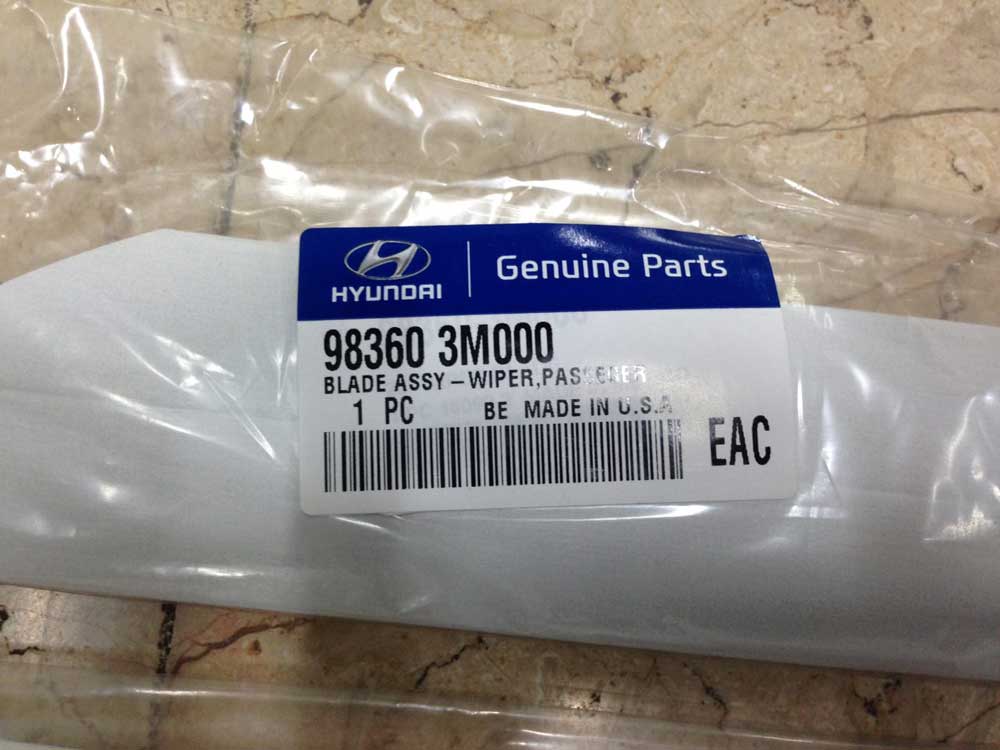 HYUNDAI
Genuine Parts
98360 3M000
BLADE ASSY-WIPER,PASSENGER
1 PC BE MADE IN U.S.A
EAC